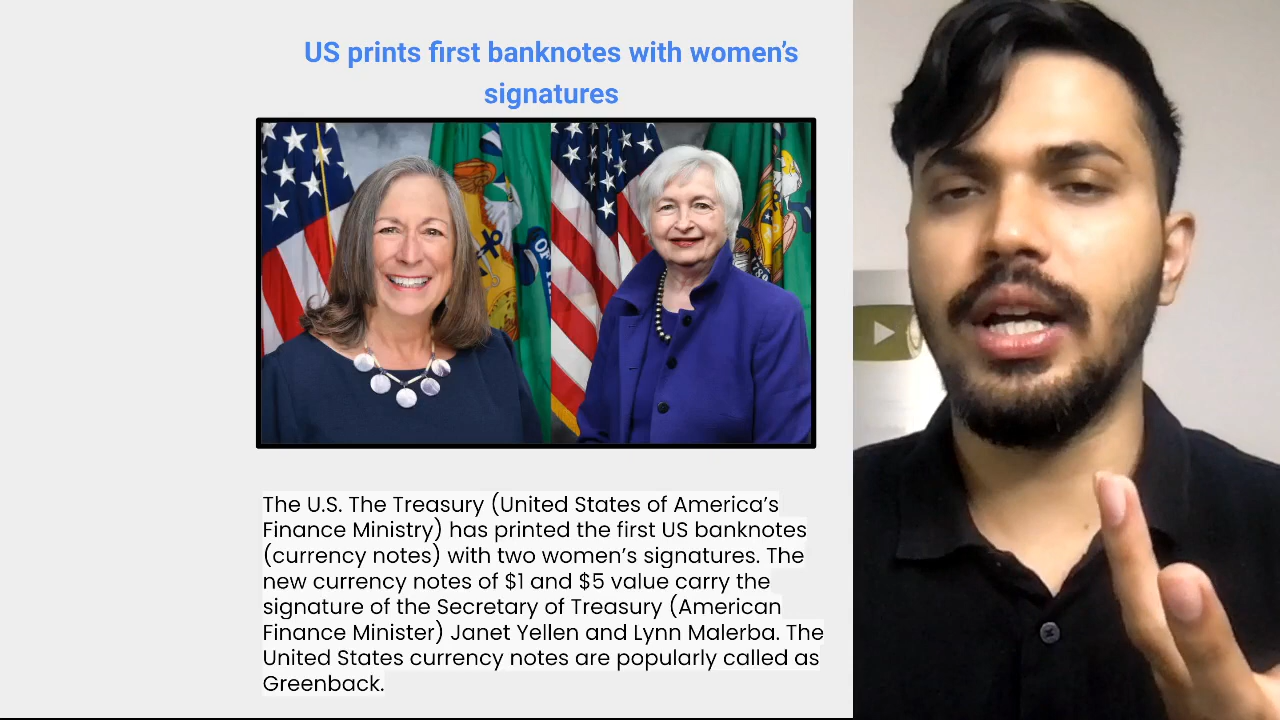 US prints first banknotes with women’s
signatures
The U.S. The Treasury (United States of America’s
Finance Ministry) has printed the first US banknotes
(currency notes) with two women’s signatures. The
new currency notes of $1 and $5 value carry the
signature of the Secretary of Treasury (American
Finance Minister) Janet Yellen and Lynn Malerba. The
United States currency notes are popularly called as
Greenback.